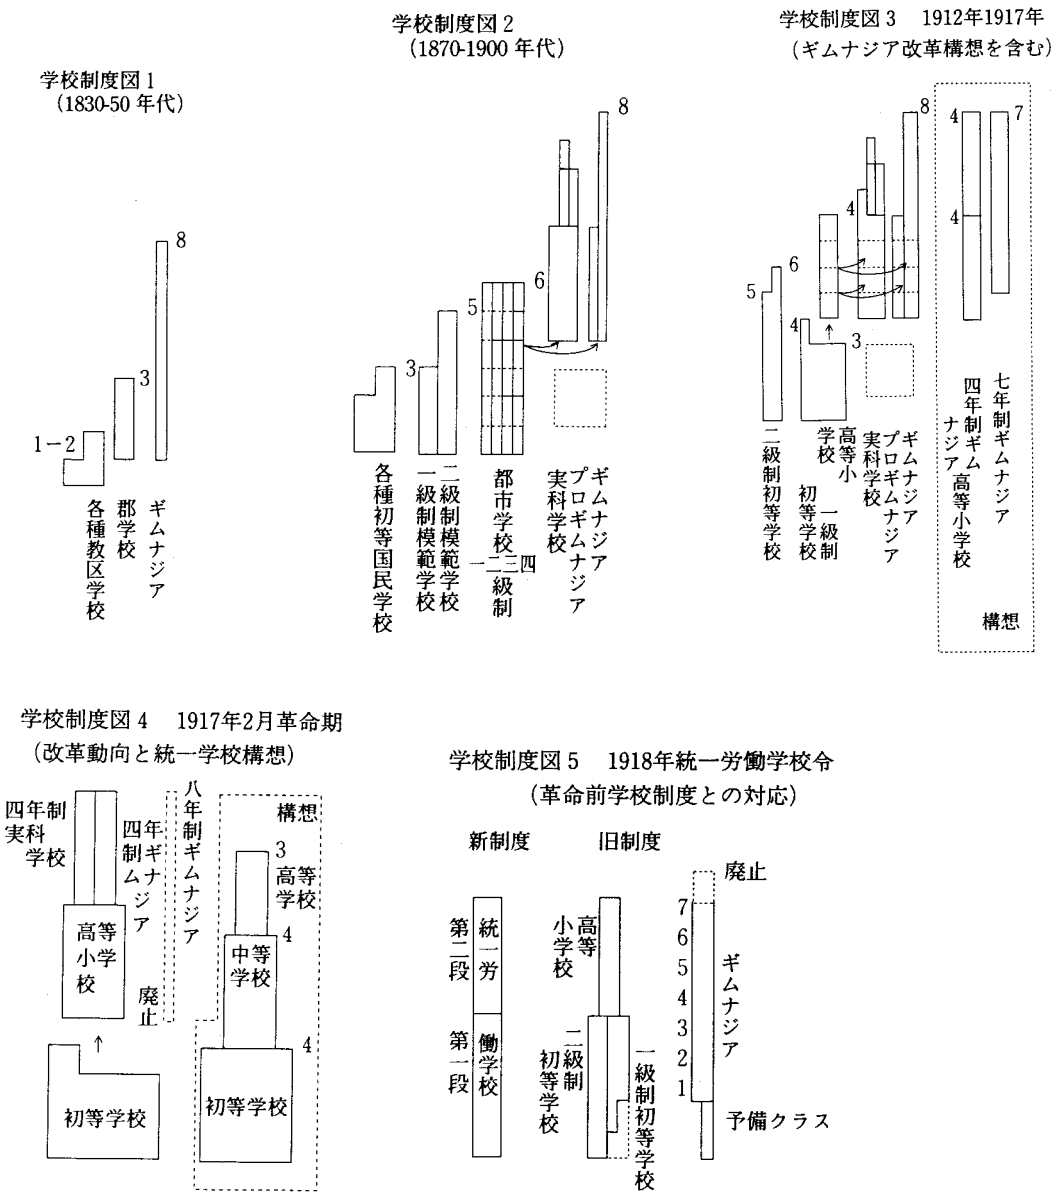 学校制度図1
(1830-50年代)
8
3
1-2
各種教区学校
郡学校
ギムナジア
学校制度図2
(1870-1900年代)
8
6
5
3
各種初等国民学校
一級制模範学校
二級制模範学校
都市学校
一二三四
級制
実科学校
プロギムナジア
ギムナジア
学校制度図3 1912年1917年
(ギムナジア改革構想を含む)
8
4
7
4
4
6
5
4
3
二級制初等学校
初等学校
一級制
学校
高等小
実科学校
プロギムナジア
ギムナジア
四年制ギム
ナジア
高等小学校
七年制ギムナジア
構想
学校制度図4 1917年2月革命期
(改革動向と統一学校構想)
四年制
実科
学校
四年
制ギ
ムナ
ジア
八年制ギムナジア
構想
3
高等
学校
高等
小学
校
4
中等
学校
廃止
↑
4
初等学校
初等学校
学校制度図5 1918年統一労働学校令
(革命前学校制度との対応)
新制度
旧制度
廃止
第二段
第一段
統一労
働学校
高等
小学校
二級制
初等学校
一級制初等学校
7
6
5
4
3
2
1
ギムナジア
予備クラス